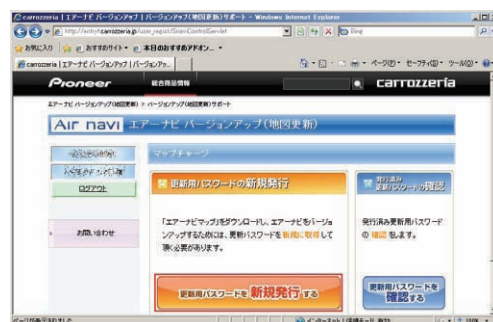 carrozzeria | エアーナビ バージョンアップ | バージョンアップ(地図更新)サポート - Windows Internet Explorer
http://entry.carrozzeria.jp/user_regist/SnaviControlServlet
Bing
お気に入り
おすすめサイト
本日のおすすめアドオン...
carrozzeria | エアーナビ バージョンアップ | バージョンアッ...
ページ(P) セーフティ(S) ツール(O)
Pioneer
総合商品情報
carrozzeria
エアーナビ バージョンアップ(地図更新) > バージョンアップ(地図更新)サポート
Air navi エアーナビ バージョンアップ(地図更新)
マップチャージ
ログアウト
お問い合わせ
更新用パスワードの新規発行
「エアーナビマップ」をダウンロードし、エアーナビをバージョ
ンアップするためには、更新パスワードを新規に取得して
頂く必要があります。
更新用パスワードを新規発行する
発行済み
更新用パスワードの確認
発行済み更新用パスワード
の 確認 をします。
更新用パスワードを
確認する
ページが表示されました
100%